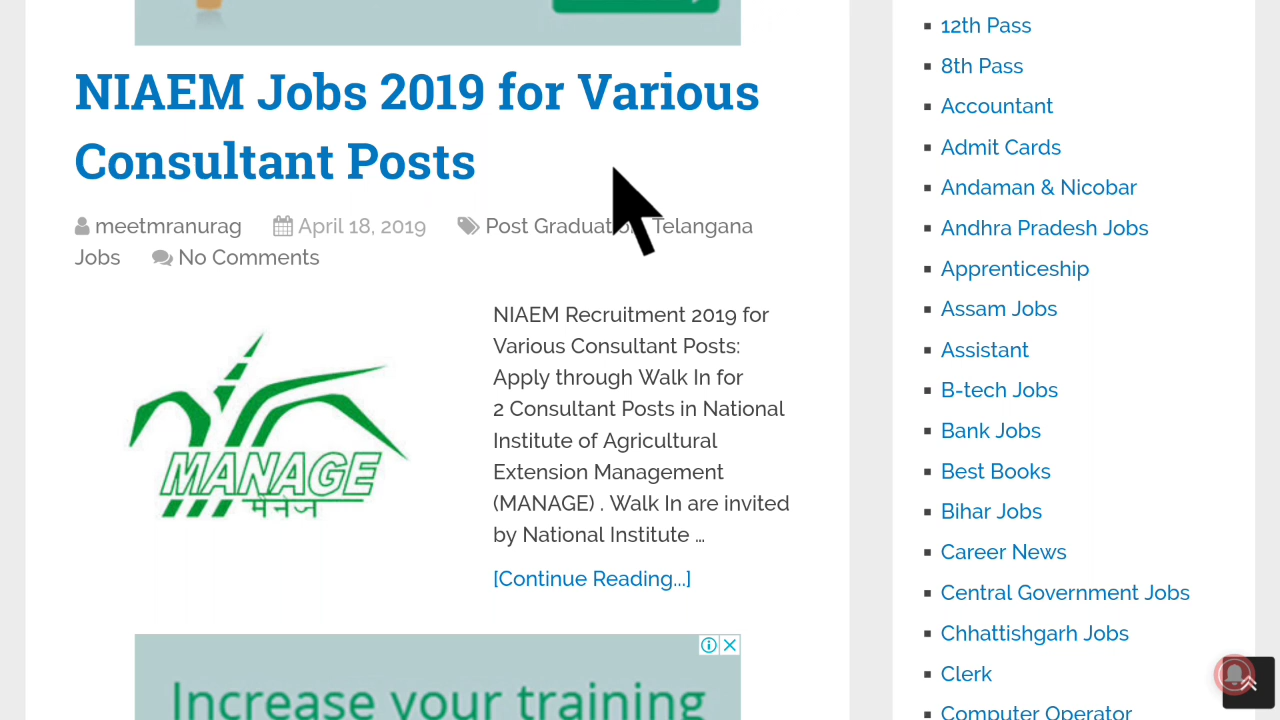 NIAEM Jobs 2019 for Various
Consultant Posts
meetmranurag April 18, 2019 Post Graduation, Telangana
Jobs No Comments
MANAGE
मैनेज
NIAEM Recruitment 2019 for
Various Consultant Posts:
Apply through Walk In for
2 Consultant Posts in National
Institute of Agricultural
Extension Management
(MANAGE) . Walk In are invited
by National Institute …
[Continue Reading...]
Increase your training
12th Pass
8th Pass
Accountant
Admit Cards
Andaman & Nicobar
Andhra Pradesh Jobs
Apprenticeship
Assam Jobs
Assistant
B-tech Jobs
Bank Jobs
Best Books
Bihar Jobs
Career News
Central Government Jobs
Chhattishgarh Jobs
Clerk
Computer Operator